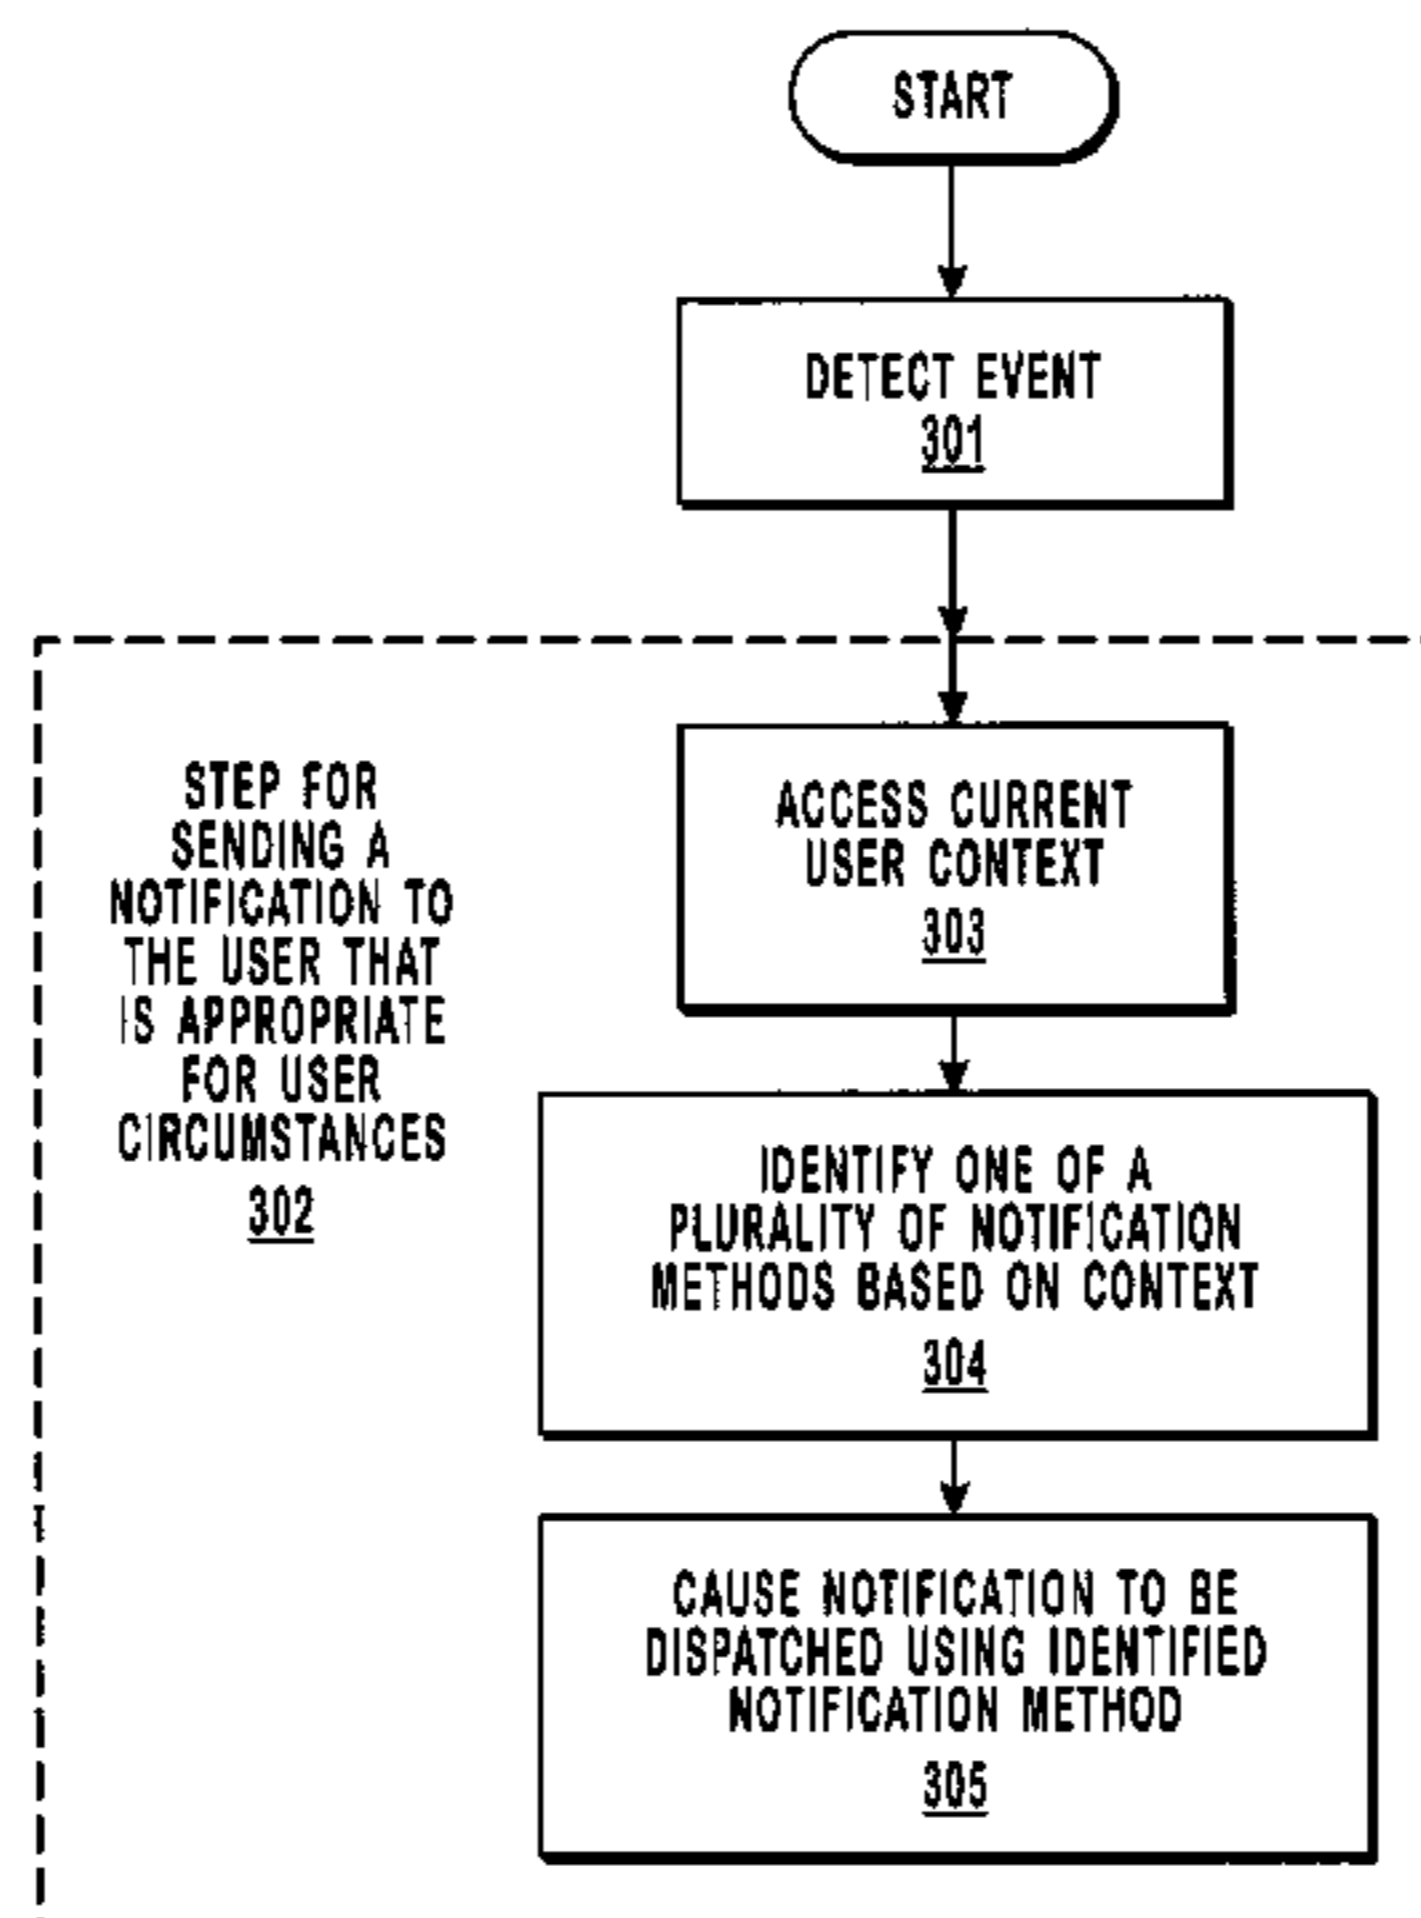 START
DETECT EVENT
301
STEP FOR
SENDING A
NOTIFICATION TO
THE USER THAT
IS APPROPRIATE
FOR USER
CIRCUMSTANCES
302
ACCESS CURRENT
USER CONTEXT
303
IDENTIFY ONE OF A
PLURALITY OF NOTIFICATION
METHODS BASED ON CONTEXT
304
CAUSE NOTIFICATION TO BE
DISPATCHED USING IDENTIFIED
NOTIFICATION METHOD
305